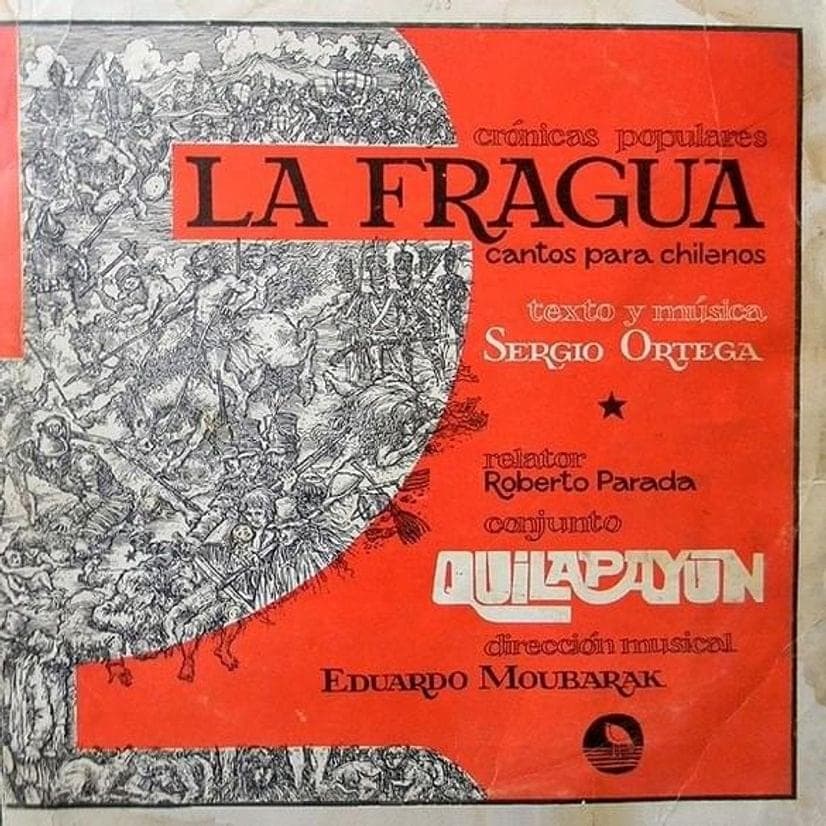 crónicas populares
LA FRAGUA
cantos para chilenos
texto y música
SERGIO ORTEGA
relator
Roberto Parada
conjunto
QUILAPAYUN
dirección musical
EDUARDO MOUBARAK